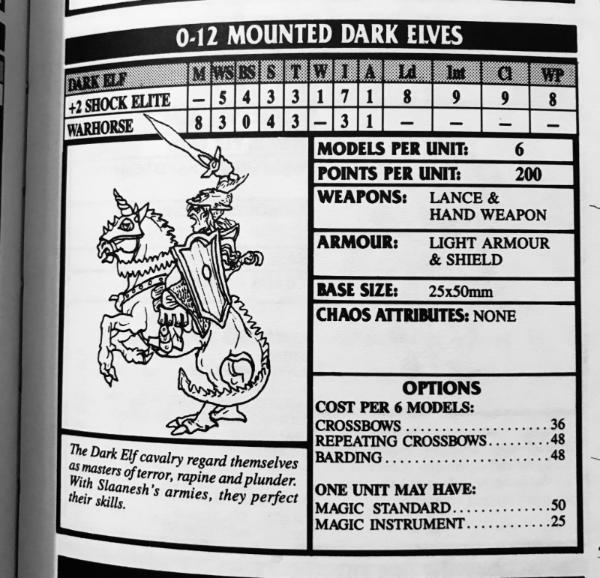 0-12 MOUNTED DARK ELVES
DARK ELF M WS BS S T W I A Ld Int Cl WP
+2 SHOCK ELITE — 5 4 3 3 1 7 1 8 9 9 8
WARHORSE 8 3 0 4 3 — 3 1 — — — —
MODELS PER UNIT: 6
POINTS PER UNIT: 200
WEAPONS: LANCE &
HAND WEAPON
ARMOUR: LIGHT ARMOUR
& SHIELD
BASE SIZE: 25x50mm
CHAOS ATTRIBUTES: NONE
OPTIONS
COST PER 6 MODELS:
CROSSBOWS....................36
REPEATING CROSSBOWS.........48
BARDING.......................48
ONE UNIT MAY HAVE:
MAGIC STANDARD..............50
MAGIC INSTRUMENT............25
The Dark Elf cavalry regard themselves
as masters of terror, rapine and plunder.
With Slaanesh's armies, they perfect
their skills.